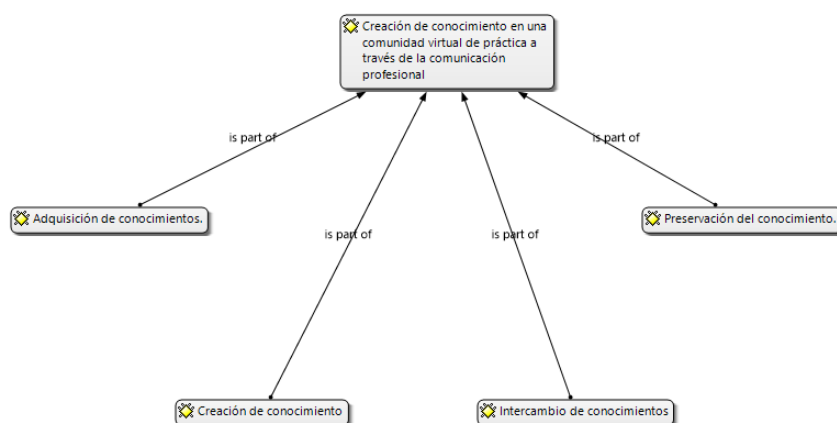 Creación de conocimiento en una
comunidad virtual de práctica a
través de la comunicación
profesional
is part of
is part of
Adquisición de conocimientos.
Preservación del conocimiento.
is part of
is part of
Creación de conocimiento
Intercambio de conocimientos